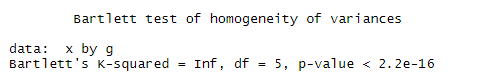 Bartlett test of homogeneity of variances
data:  x by g
Bartlett's K-squared = Inf, df = 5, p-value < 2.2e-16